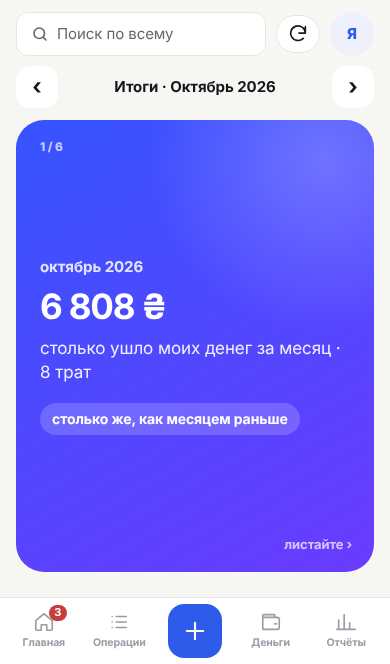 Поиск по всему
Я
‹ Итоги · Октябрь 2026 ›
1 / 6
октябрь 2026
6 808 ₴
столько ушло моих денег за месяц ·
8 трат
столько же, как месяцем раньше
листайте ›
3
Главная Операции Деньги Отчёты